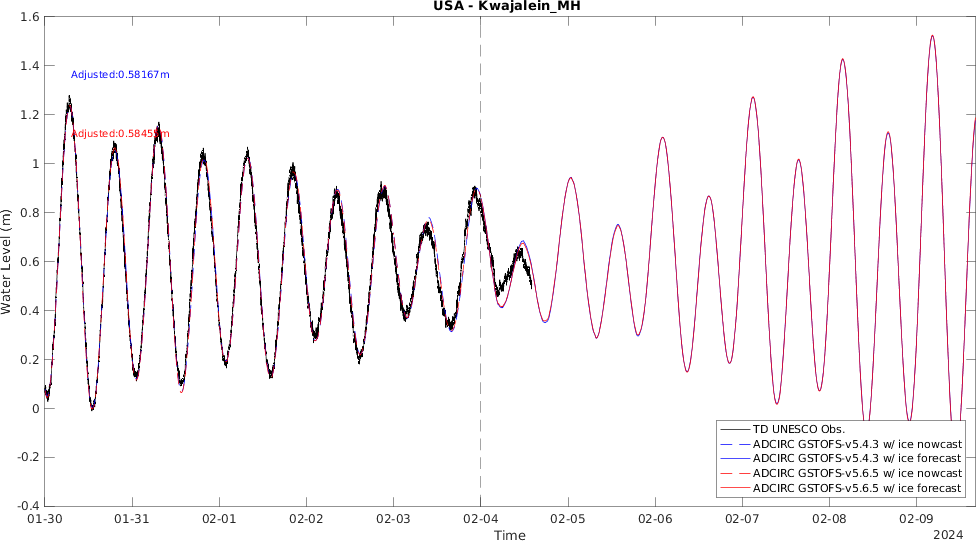 USA - Kwajalein_MH
1.6
1.4
1.2
1
0.8
0.6
0.4
0.2
0
-0.2
-0.4
Water Level (m)
Adjusted:0.58167m
Adjusted:0.58455m
TD UNESCO Obs.
ADCIRC GSTOFS-v5.4.3 w/ ice nowcast
ADCIRC GSTOFS-v5.4.3 w/ ice forecast
ADCIRC GSTOFS-v5.6.5 w/ ice nowcast
ADCIRC GSTOFS-v5.6.5 w/ ice forecast
01-30 01-31 02-01 02-02 02-03 02-04 02-05 02-06 02-07 02-08 02-09
Time
2024